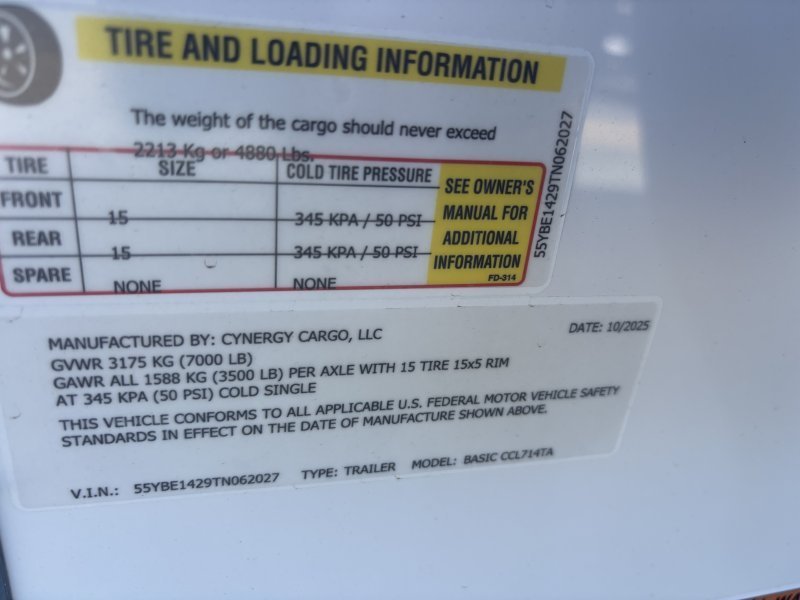 TIRE AND LOADING INFORMATION
The weight of the cargo should never exceed
2213 Kg or 4880 Lbs.
TIRE SIZE COLD TIRE PRESSURE
SEE OWNER'S
MANUAL FOR
ADDITIONAL
INFORMATION
FD-314
FRONT 15 345 KPA / 50 PSI
REAR 15 345 KPA / 50 PSI
SPARE NONE NONE
55YBE1429TN062027
MANUFACTURED BY: CYNERGY CARGO, LLC DATE: 10/2025
GVWR 3175 KG (7000 LB)
GAWR ALL 1588 KG (3500 LB) PER AXLE WITH 15 TIRE 15x5 RIM
AT 345 KPA (50 PSI) COLD SINGLE
THIS VEHICLE CONFORMS TO ALL APPLICABLE U.S. FEDERAL MOTOR VEHICLE SAFETY
STANDARDS IN EFFECT ON THE DATE OF MANUFACTURE SHOWN ABOVE.
V.I.N.: 55YBE1429TN062027 TYPE: TRAILER MODEL: BASIC CCL714TA